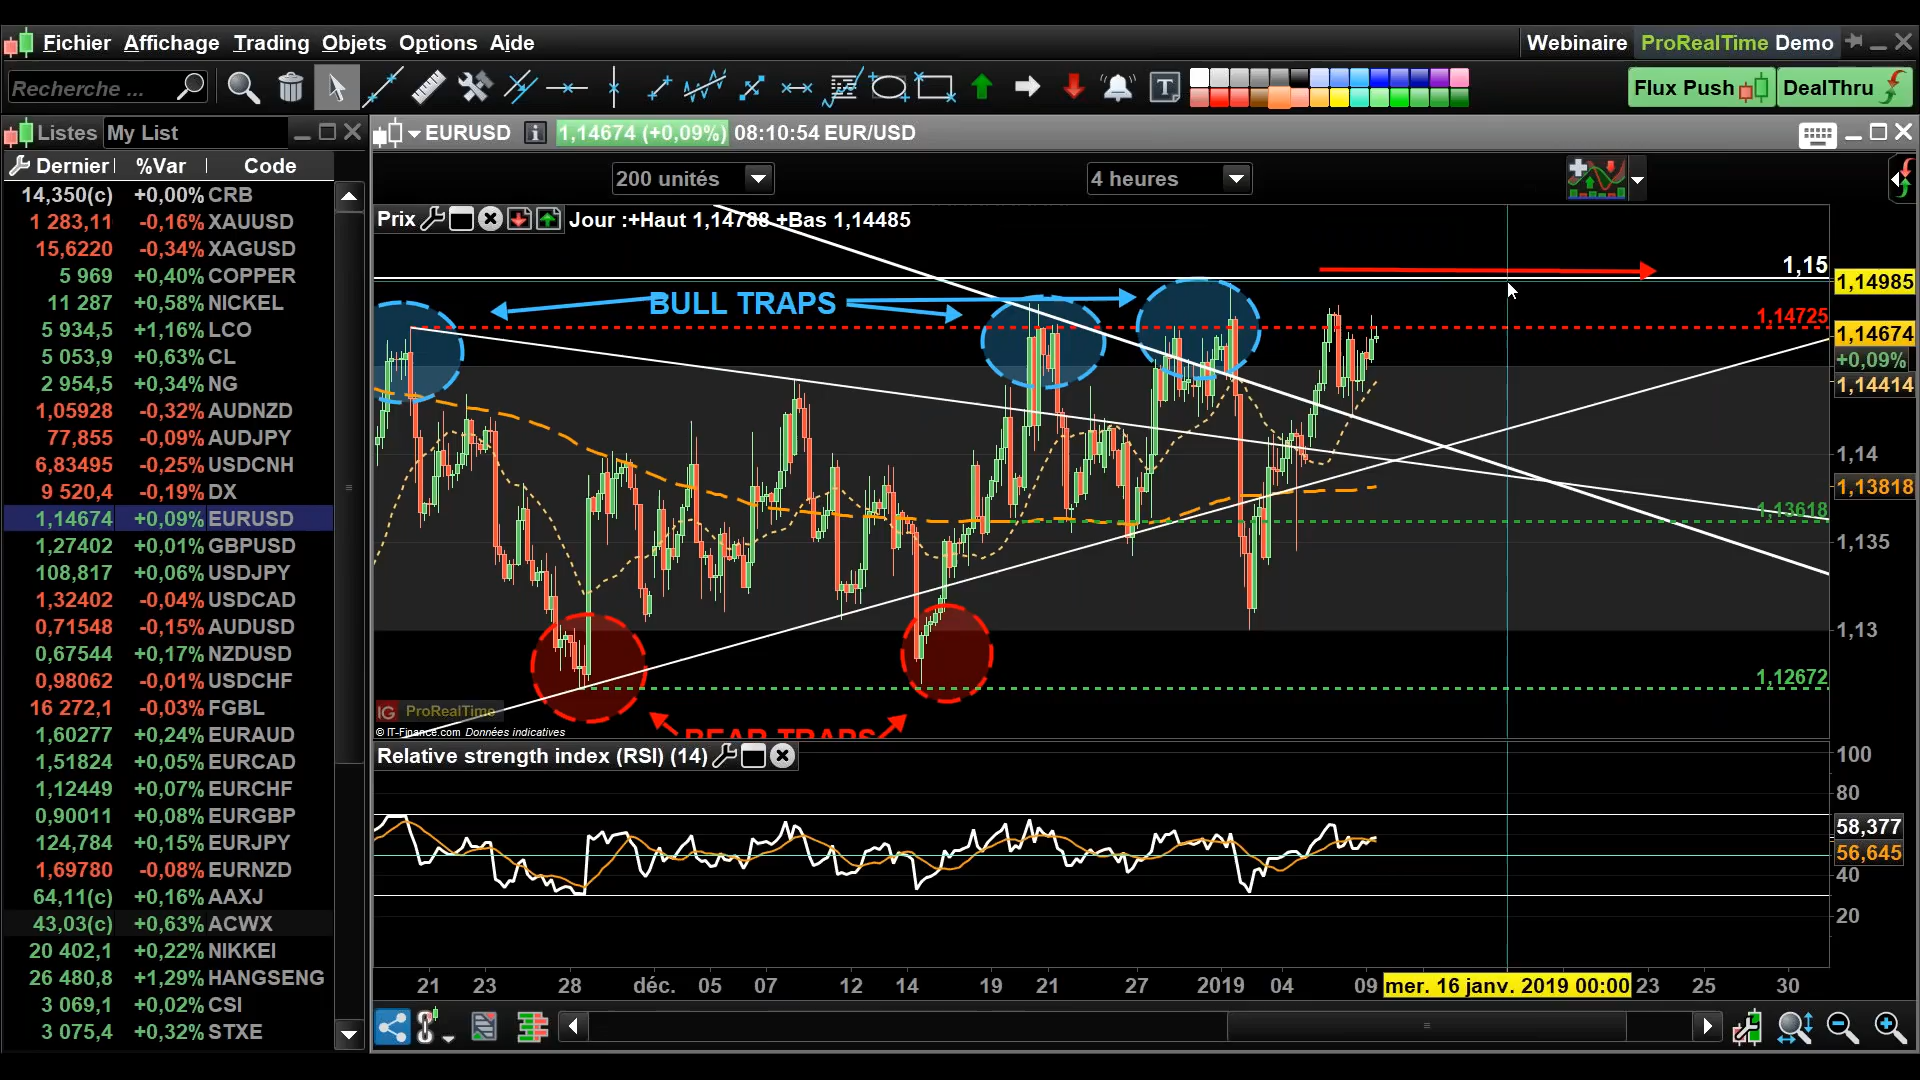 Fichier Affichage Trading Objets Options Aide
Webinaire ProRealTime Demo
Recherche ...
T
Flux Push
DealThru
Listes My List
EURUSD i 1,14674 (+0,09%) 08:10:54 EUR/USD
Dernier %Var Code
200 unités
4 heures
14,350(c) +0,00% CRB
1 283,11 -0,16% XAUUSD
15,6220 -0,34% XAGUSD
5 969 +0,40% COPPER
11 287 +0,58% NICKEL
5 934,5 +1,16% LCO
5 053,9 +0,63% CL
2 954,5 +0,34% NG
1,05928 -0,32% AUDNZD
77,855 -0,09% AUDJPY
6,83495 -0,25% USDCNH
9 520,4 -0,19% DX
1,14674 +0,09% EURUSD
1,27402 +0,01% GBPUSD
108,817 +0,06% USDJPY
1,32402 -0,04% USDCAD
0,71548 -0,15% AUDUSD
0,67544 +0,17% NZDUSD
0,98062 -0,01% USDCHF
16 272,1 -0,03% FGBL
1,60277 +0,24% EURAUD
1,51824 +0,05% EURCAD
1,12449 +0,07% EURCHF
0,90011 +0,08% EURGBP
124,784 +0,15% EURJPY
1,69780 -0,08% EURNZD
64,11(c) +0,16% AAXJ
43,03(c) +0,63% ACWX
20 402,1 +0,22% NIKKEI
26 480,8 +1,29% HANGSENG
3 069,1 +0,02% CSI
3 075,4 +0,32% STXE
Prix
Jour :+Haut 1,14788 +Bas 1,14485
1,15
1,14985
BULL TRAPS
1,14725
1,14674
+0,09%
1,14414
1,14
1,13818
1,13618
1,135
1,13
1,12672
IG ProRealTime
© IT-Finance.com Données indicatives
BEAR TRAPS
Relative strength index (RSI) (14)
100
80
58,377
56,645
40
20
21 23 28 déc. 05 07 12 14 19 21 27 2019 04 09 mer. 16 janv. 2019 00:00 23 25 30